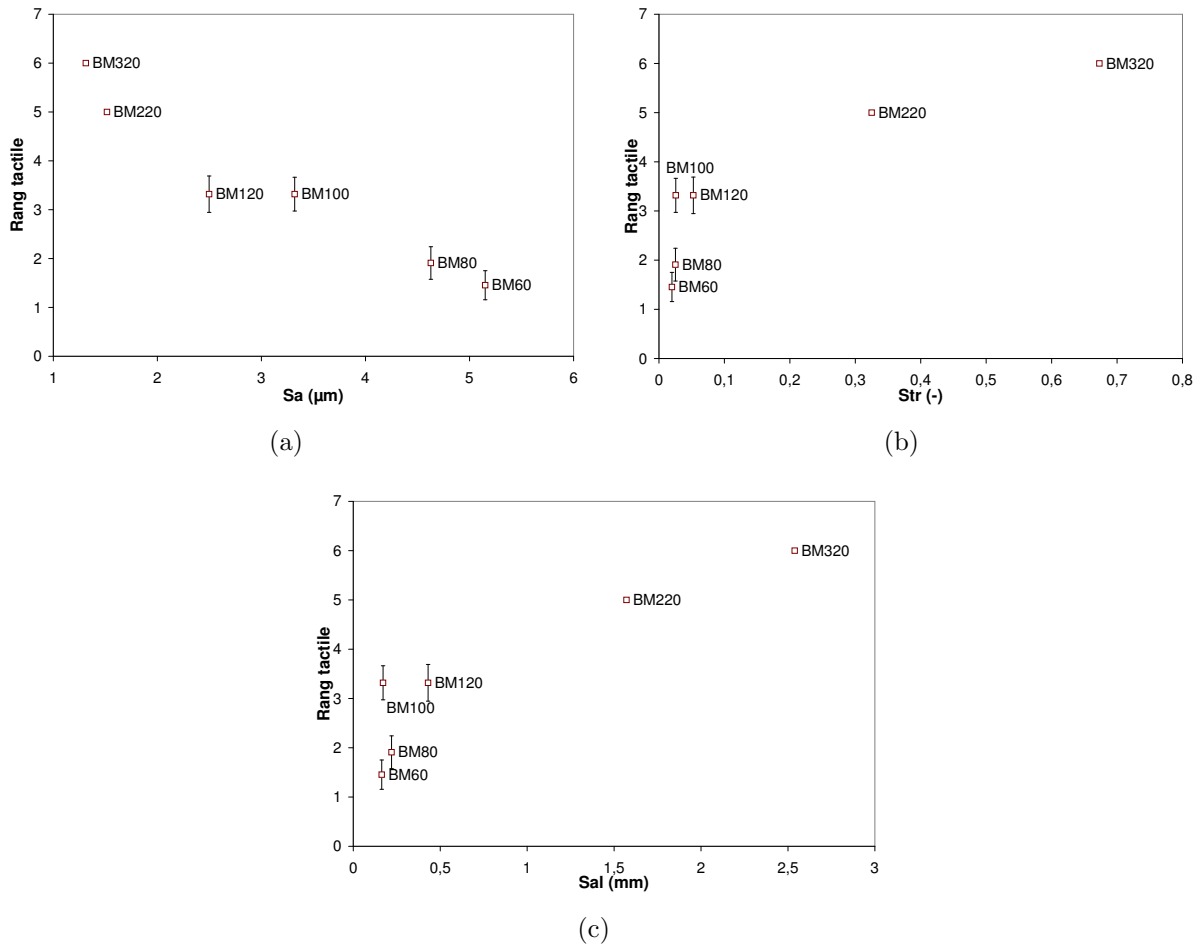 7
6
5
4
3
2
1
0
Rang tactile
BM320
BM220
BM120
BM100
BM80
BM60
1 2 3 4 5 6
Sa (µm)
(a)
7
6
5
4
3
2
1
0
Rang tactile
BM320
BM220
BM100
BM120
BM80
BM60
0 0,1 0,2 0,3 0,4 0,5 0,6 0,7 0,8
Str (-)
(b)
7
6
5
4
3
2
1
0
Rang tactile
BM320
BM220
BM120
BM100
BM80
BM60
0 0,5 1 1,5 2 2,5 3
Sal (mm)
(c)